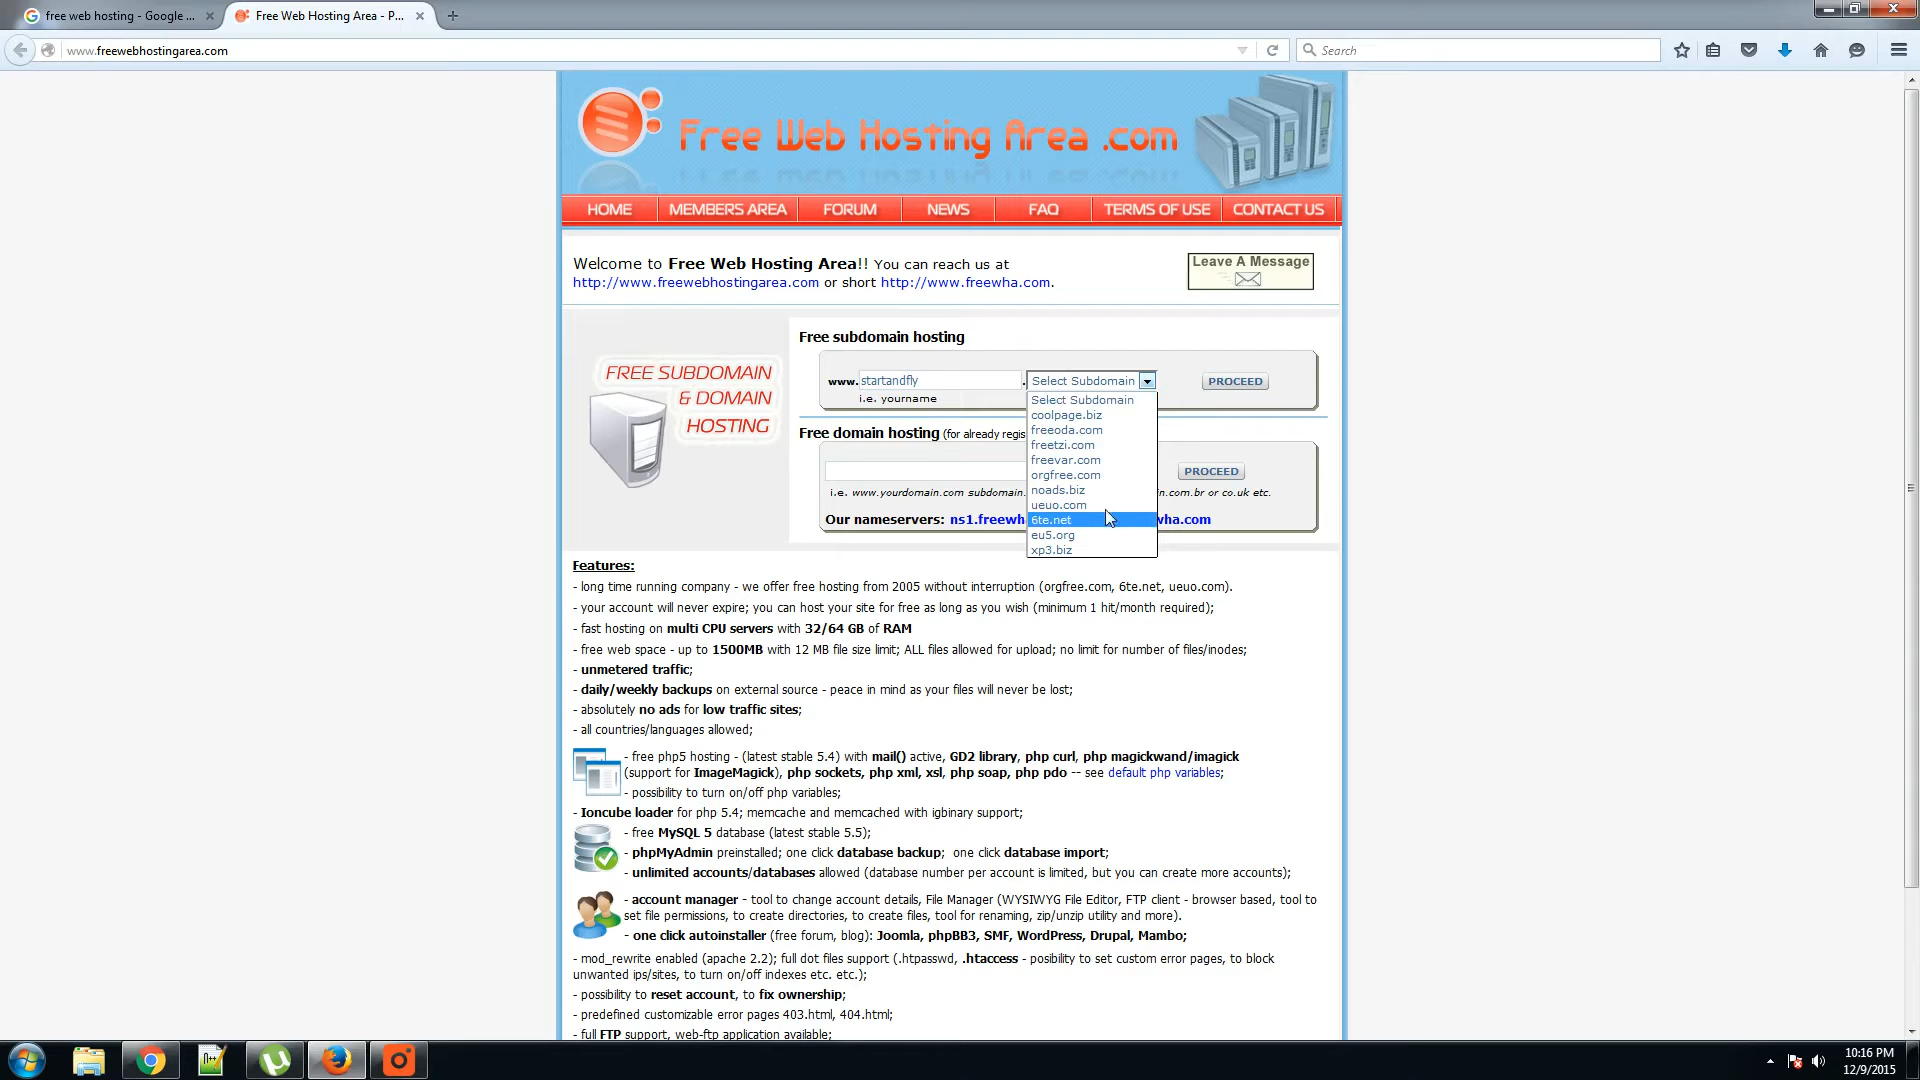 free web hosting - Google ...
Free Web Hosting Area - P...
www.freewebhostingarea.com
Search
Free Web Hosting Area .com
HOME
MEMBERS AREA
FORUM
NEWS
FAQ
TERMS OF USE
CONTACT US
Welcome to Free Web Hosting Area!! You can reach us at
http://www.freewebhostingarea.com or short http://www.freewha.com.
Leave A Message
FREE SUBDOMAIN
& DOMAIN
HOSTING
Free subdomain hosting
www. startandfly . Select Subdomain PROCEED
i.e. yourname
Select Subdomain
coolpage.biz
freeoda.com
freetzi.com
freevar.com
orgfree.com
noads.biz
ueuo.com
6te.net
eu5.org
xp3.biz
Free domain hosting (for already regis
PROCEED
i.e. www.yourdomain.com subdomain. in.com.br or co.uk etc.
Our nameservers: ns1.freewh wha.com
Features:
- long time running company - we offer free hosting from 2005 without interruption (orgfree.com, 6te.net, ueuo.com).
- your account will never expire; you can host your site for free as long as you wish (minimum 1 hit/month required);
- fast hosting on multi CPU servers with 32/64 GB of RAM
- free web space - up to 1500MB with 12 MB file size limit; ALL files allowed for upload; no limit for number of files/inodes;
- unmetered traffic;
- daily/weekly backups on external source - peace in mind as your files will never be lost;
- absolutely no ads for low traffic sites;
- all countries/languages allowed;
- free php5 hosting - (latest stable 5.4) with mail() active, GD2 library, php curl, php magickwand/imagick
(support for ImageMagick), php sockets, php xml, xsl, php soap, php pdo -- see default php variables;
- possibility to turn on/off php variables;
- Ioncube loader for php 5.4; memcache and memcached with igbinary support;
- free MySQL 5 database (latest stable 5.5);
- phpMyAdmin preinstalled; one click database backup; one click database import;
- unlimited accounts/databases allowed (database number per account is limited, but you can create more accounts);
- account manager - tool to change account details, File Manager (WYSIWYG File Editor, FTP client - browser based, tool to
set file permissions, to create directories, to create files, tool for renaming, zip/unzip utility and more).
- one click autoinstaller (free forum, blog): Joomla, phpBB3, SMF, WordPress, Drupal, Mambo;
- mod_rewrite enabled (apache 2.2); full dot files support (.htpasswd, .htaccess - posibility to set custom error pages, to block
unwanted ips/sites, to turn on/off indexes etc. etc.);
- possibility to reset account, to fix ownership;
- predefined customizable error pages 403.html, 404.html;
- full FTP support, web-ftp application available;
10:16 PM
12/9/2015